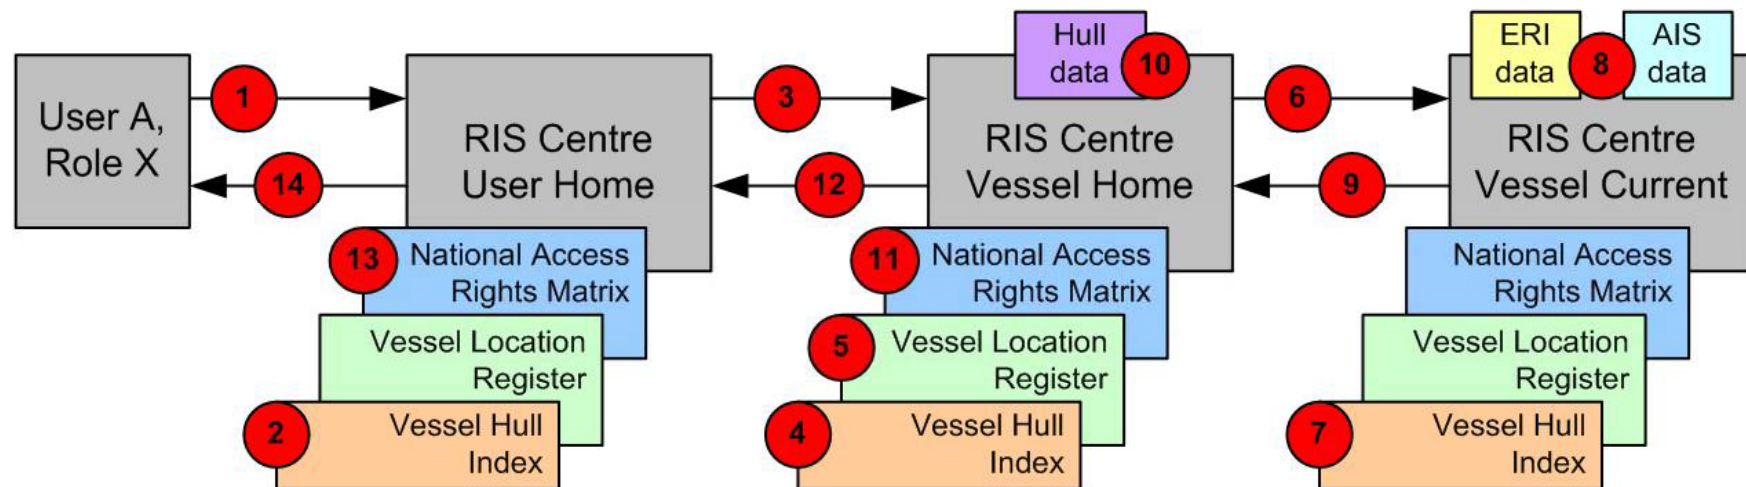 User A,
Role X
1
14
RIS Centre
User Home
13
National Access
Rights Matrix
Vessel Location
Register
2
Vessel Hull
Index
3
12
Hull
data
10
RIS Centre
Vessel Home
11
National Access
Rights Matrix
5
Vessel Location
Register
4
Vessel Hull
Index
6
9
ERI
data
8
AIS
data
RIS Centre
Vessel Current
National Access
Rights Matrix
Vessel Location
Register
7
Vessel Hull
Index